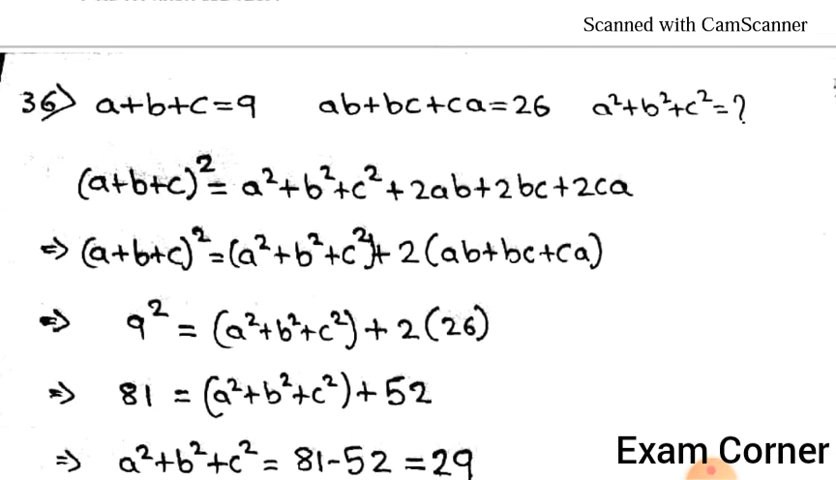 Scanned with CamScanner
36) a+b+c=9 ab+bc+ca=26 a²+b²+c²=?
(a+b+c)²= a²+b²+c²+2ab+2bc+2ca
⇒ (a+b+c)²=(a²+b²+c²)+2(ab+bc+ca)
⇒ 9² = (a²+b²+c²)+2(26)
⇒ 81 = (a²+b²+c²)+52
⇒ a²+b²+c²= 81-52 =29
Exam Corner